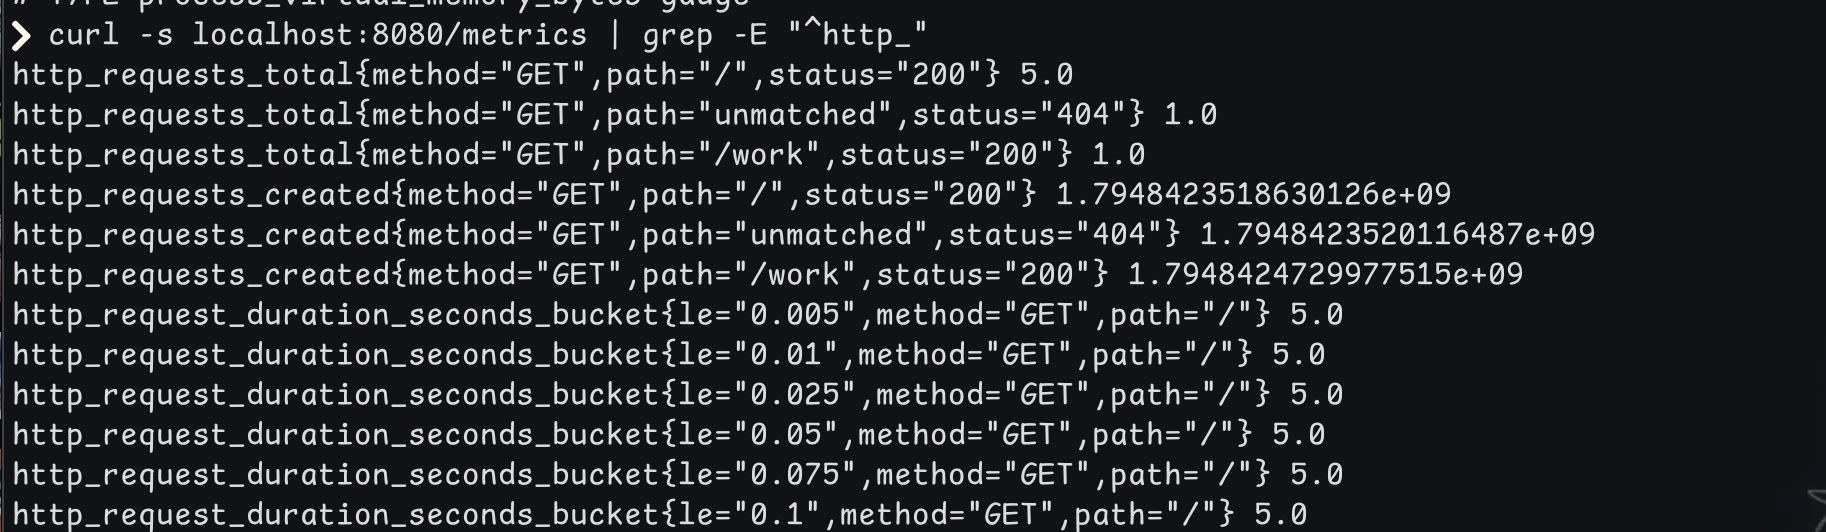 # TYPE process_virtual_memory_bytes gauge
❯ curl -s localhost:8080/metrics | grep -E "^http_"
http_requests_total{method="GET",path="/",status="200"} 5.0
http_requests_total{method="GET",path="unmatched",status="404"} 1.0
http_requests_total{method="GET",path="/work",status="200"} 1.0
http_requests_created{method="GET",path="/",status="200"} 1.7948423518630126e+09
http_requests_created{method="GET",path="unmatched",status="404"} 1.7948423520116487e+09
http_requests_created{method="GET",path="/work",status="200"} 1.7948424729977515e+09
http_request_duration_seconds_bucket{le="0.005",method="GET",path="/"} 5.0
http_request_duration_seconds_bucket{le="0.01",method="GET",path="/"} 5.0
http_request_duration_seconds_bucket{le="0.025",method="GET",path="/"} 5.0
http_request_duration_seconds_bucket{le="0.05",method="GET",path="/"} 5.0
http_request_duration_seconds_bucket{le="0.075",method="GET",path="/"} 5.0
http_request_duration_seconds_bucket{le="0.1",method="GET",path="/"} 5.0